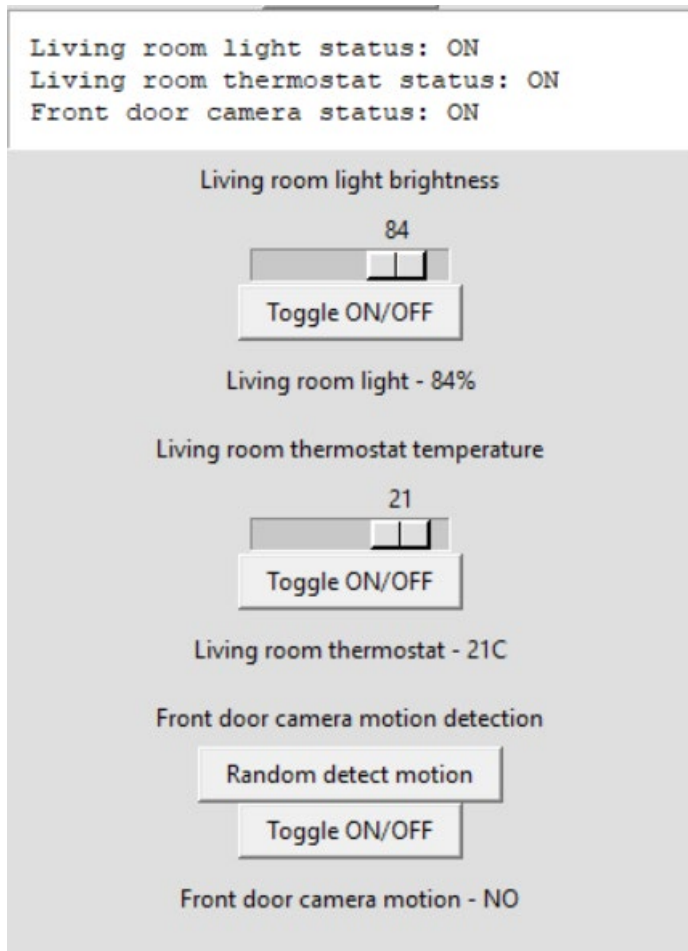 Living room light status: ON
Living room thermostat status: ON
Front door camera status: ON
Living room light brightness
84
Toggle ON/OFF
Living room light - 84%
Living room thermostat temperature
21
Toggle ON/OFF
Living room thermostat - 21C
Front door camera motion detection
Random detect motion
Toggle ON/OFF
Front door camera motion - NO